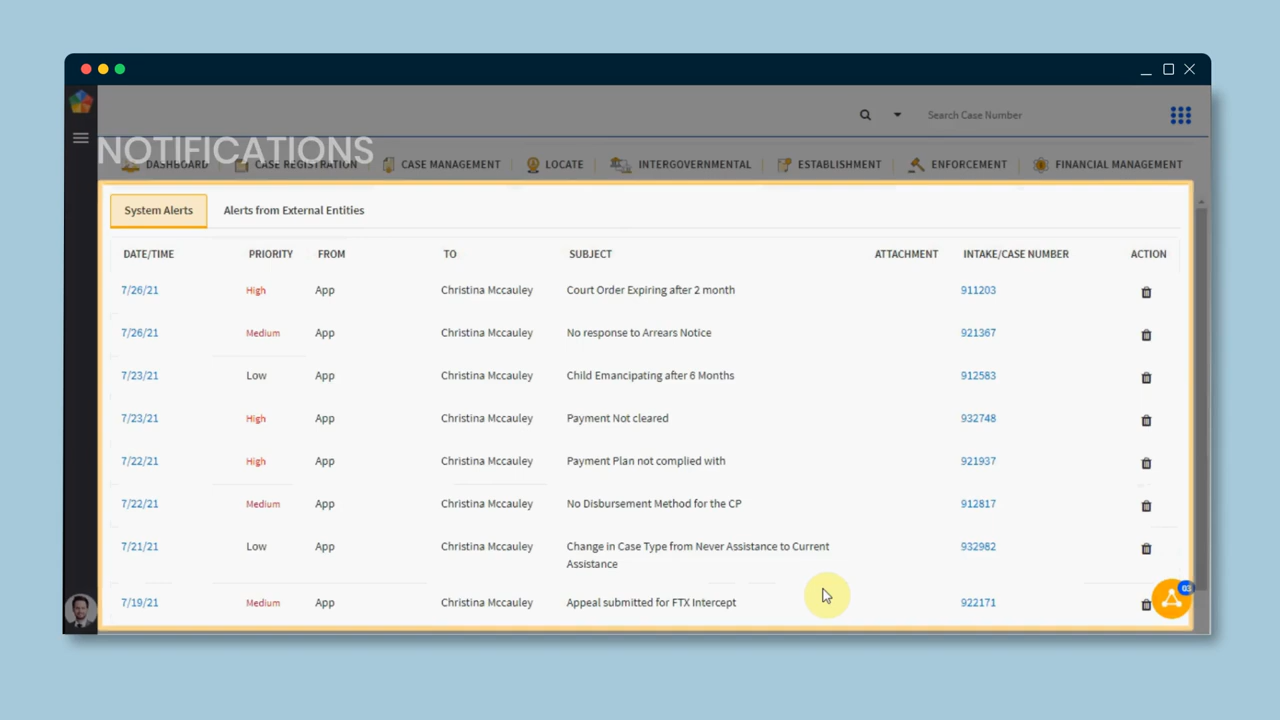 Search Case Number
NOTIFICATIONS
DASHBOARD CASE REGISTRATION CASE MANAGEMENT LOCATE INTERGOVERNMENTAL ESTABLISHMENT ENFORCEMENT FINANCIAL MANAGEMENT
System Alerts Alerts from External Entities
DATE/TIME PRIORITY FROM TO SUBJECT ATTACHMENT INTAKE/CASE NUMBER ACTION
7/26/21 High App Christina Mccauley Court Order Expiring after 2 month 911203
7/26/21 Medium App Christina Mccauley No response to Arrears Notice 921367
7/23/21 Low App Christina Mccauley Child Emancipating after 6 Months 912583
7/23/21 High App Christina Mccauley Payment Not cleared 932748
7/22/21 High App Christina Mccauley Payment Plan not complied with 921937
7/22/21 Medium App Christina Mccauley No Disbursement Method for the CP 912817
7/21/21 Low App Christina Mccauley Change in Case Type from Never Assistance to Current 932982
Assistance
03
7/19/21 Medium App Christina Mccauley Appeal submitted for FTX Intercept 922171